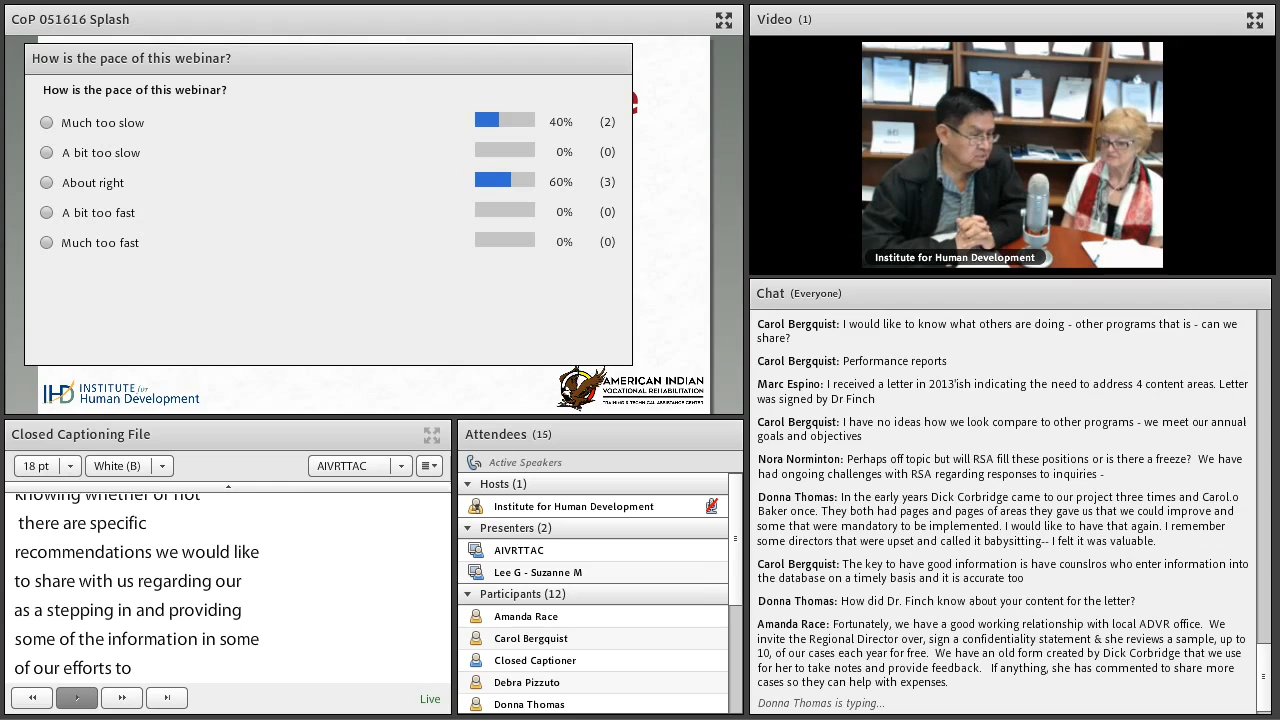 CoP 051616 Splash
How is the pace of this webinar?
How is the pace of this webinar?
Much too slow 40% (2)
A bit too slow 0% (0)
About right 60% (3)
A bit too fast 0% (0)
Much too fast 0% (0)
e
IHD INSTITUTE for
Human Development
AMERICAN INDIAN
VOCATIONAL REHABILITATION
TRAINING & TECHNICAL ASSISTANCE CENTER
Video (1)
IHD
Institute for Human Development
Closed Captioning File
18 pt White (B) AIVRTTAC
knowing whether or not
there are specific
recommendations we would like
to share with us regarding our
as a stepping in and providing
some of the information in some
of our efforts to
Live
Attendees (15)
Active Speakers
Hosts (1)
Institute for Human Development
Presenters (2)
AIVRTTAC
Lee G - Suzanne M
Participants (12)
Amanda Race
Carol Bergquist
Closed Captioner
Debra Pizzuto
Donna Thomas
Chat (Everyone)
Carol Bergquist: I would like to know what others are doing - other programs that is - can we
share?
Carol Bergquist: Performance reports
Marc Espino: I received a letter in 2013'ish indicating the need to address 4 content areas. Letter
was signed by Dr Finch
Carol Bergquist: I have no ideas how we look compare to other programs - we meet our annual
goals and objectives
Nora Norminton: Perhaps off topic but will RSA fill these positions or is there a freeze? We have
had ongoing challenges with RSA regarding responses to inquiries -
Donna Thomas: In the early years Dick Corbridge came to our project three times and Carol.o
Baker once. They both had pages and pages of areas they gave us that we could improve and
some that were mandatory to be implemented. I would like to have that again. I remember
some directors that were upset and called it babysitting-- I felt it was valuable.
Carol Bergquist: The key to have good information is have counslros who enter information into
the database on a timely basis and it is accurate too
Donna Thomas: How did Dr. Finch know about your content for the letter?
Amanda Race: Fortunately, we have a good working relationship with local ADVR office. We
invite the Regional Director over, sign a confidentiality statement & she reviews a sample, up to
10, of our cases each year for free. We have an old form created by Dick Corbridge that we use
for her to take notes and provide feedback. If anything, she has commented to share more
cases so they can help with expenses.
Donna Thomas is typing...